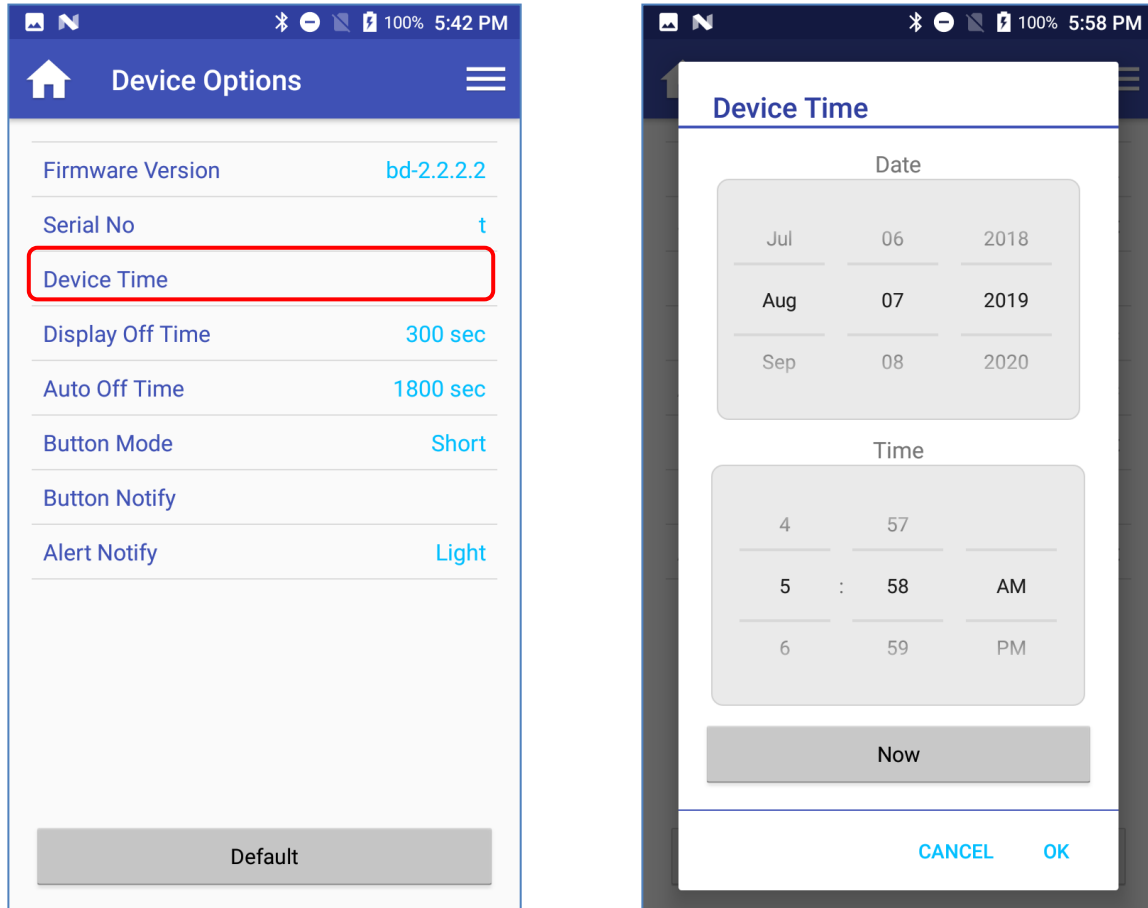 100% 5:42 PM
Device Options
Firmware Version bd-2.2.2.2
Serial No t
Device Time
Display Off Time 300 sec
Auto Off Time 1800 sec
Button Mode Short
Button Notify
Alert Notify Light
Default
100% 5:58 PM
Device Time
Date
Jul 06 2018
Aug 07 2019
Sep 08 2020
Time
4 57
5 : 58 AM
6 59 PM
Now
CANCEL OK